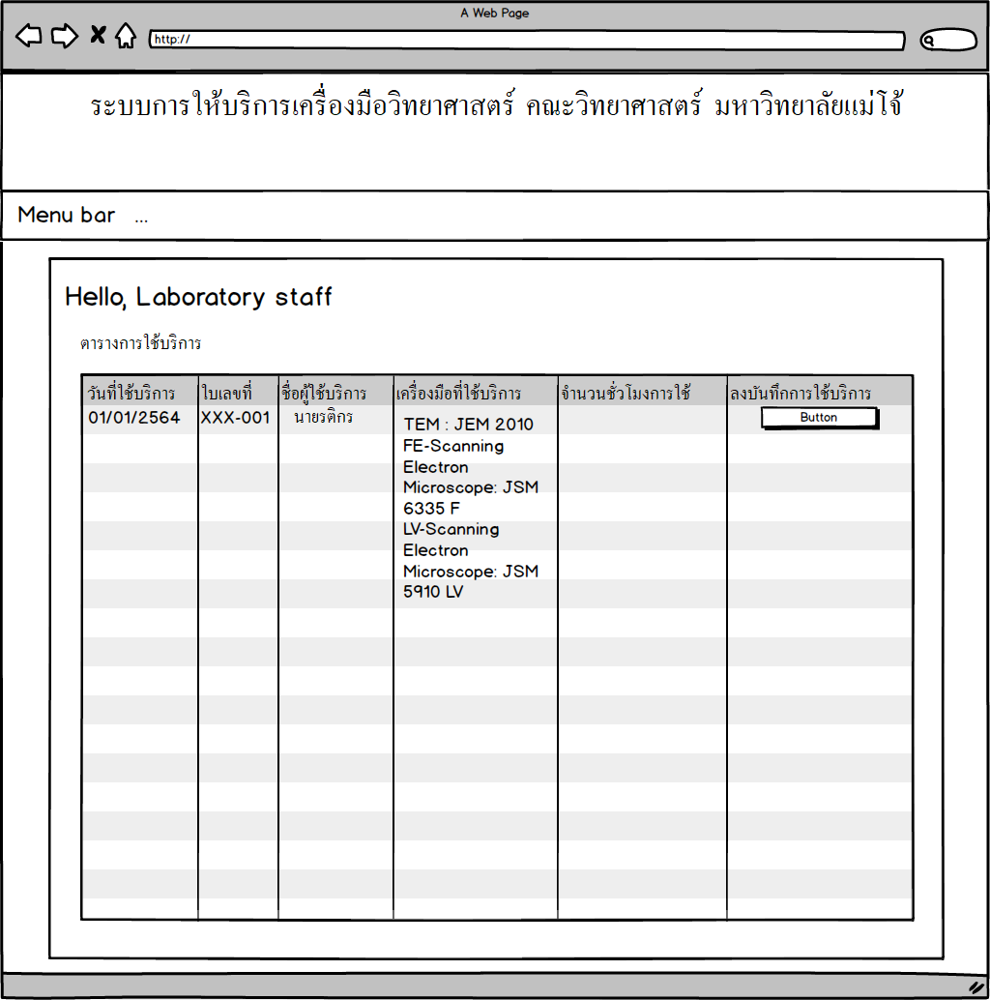 A Web Page
http://
ระบบการให้บริการเครื่องมือวิทยาศาสตร์ คณะวิทยาศาสตร์ มหาวิทยาลัยแม่โจ้
Menu bar ...
Hello, Laboratory staff
ตารางการใช้บริการ
วันที่ใช้บริการ ใบเลขที่ ชื่อผู้ใช้บริการ เครื่องมือที่ใช้บริการ จำนวนชั่วโมงการใช้ ลงบันทึกการใช้บริการ
01/01/2564 XXX-001 นายรติกร Button
TEM : JEM 2010
FE-Scanning
Electron
Microscope: JSM
6335 F
LV-Scanning
Electron
Microscope: JSM
5910 LV